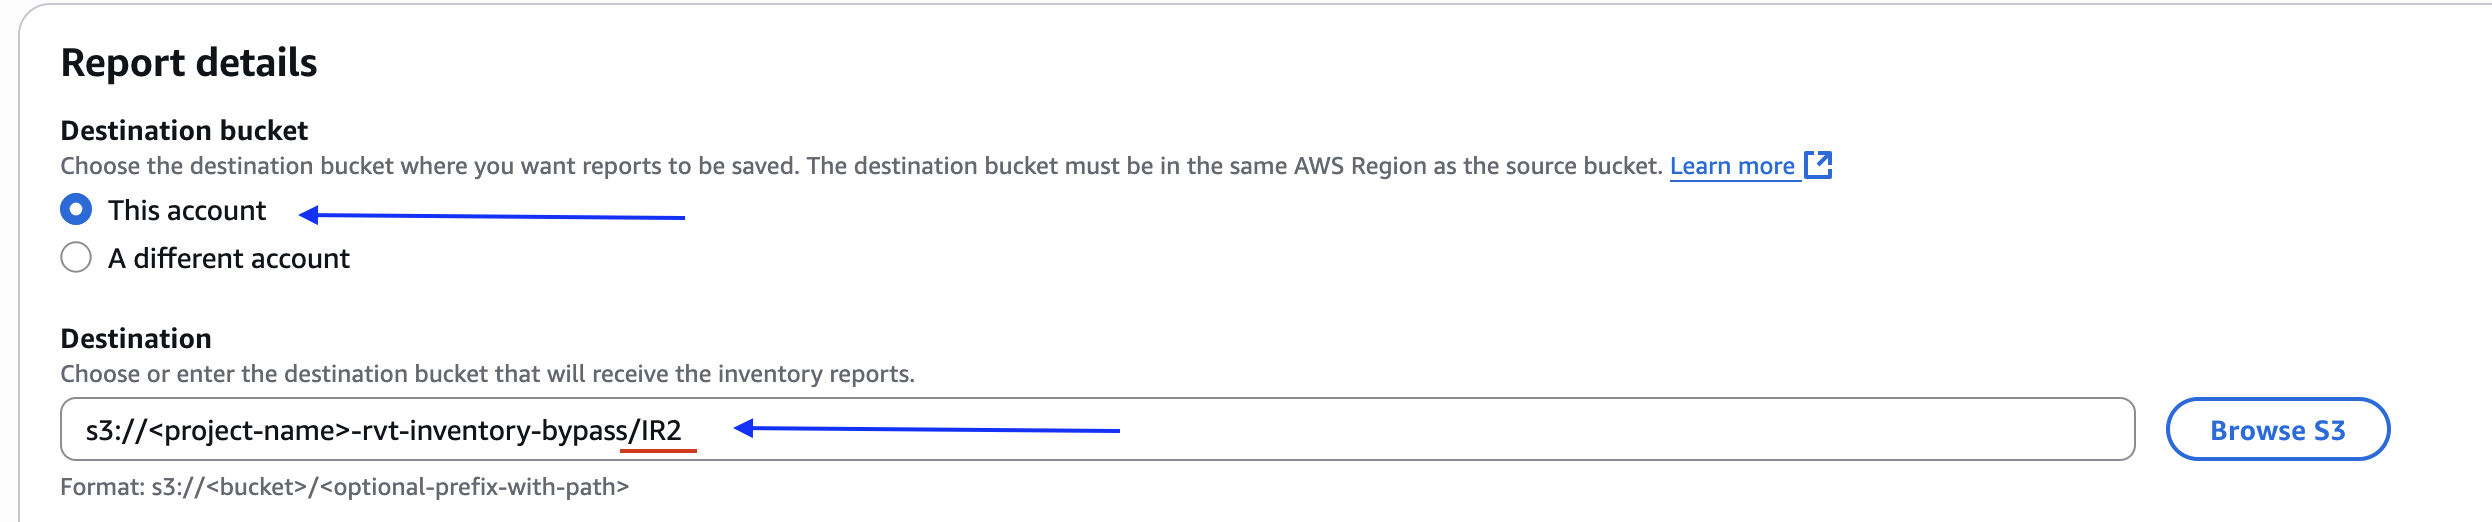 Report details
Destination bucket
Choose the destination bucket where you want reports to be saved. The destination bucket must be in the same AWS Region as the source bucket. Learn more
This account
A different account
Destination
Choose or enter the destination bucket that will receive the inventory reports.
s3://<project-name>-rvt-inventory-bypass/IR2
Browse S3
Format: s3://<bucket>/<optional-prefix-with-path>